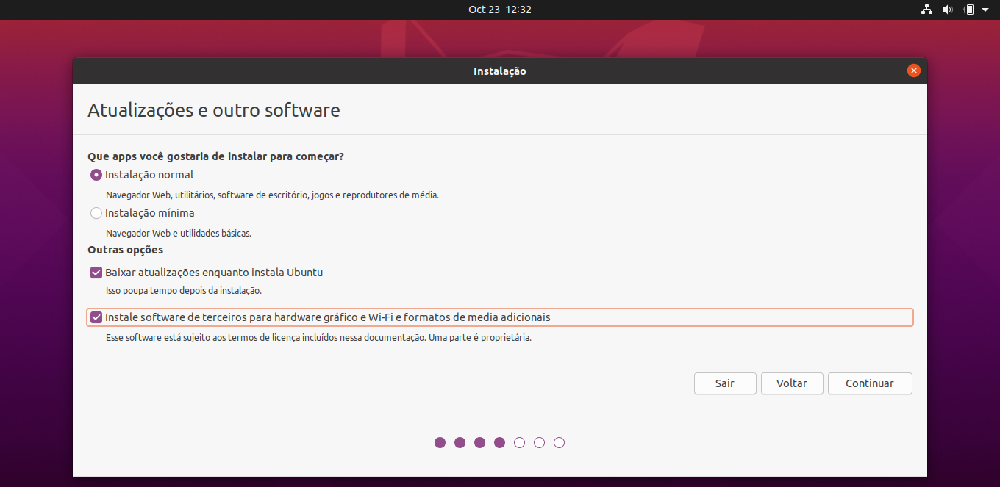 Oct 23 12:32
Instalação
Atualizações e outro software
Que apps você gostaria de instalar para começar?
Instalação normal
Navegador Web, utilitários, software de escritório, jogos e reprodutores de média.
Instalação mínima
Navegador Web e utilidades básicas.
Outras opções
Baixar atualizações enquanto instala Ubuntu
Isso poupa tempo depois da instalação.
Instale software de terceiros para hardware gráfico e Wi-Fi e formatos de media adicionais
Esse software está sujeito aos termos de licença incluídos nessa documentação. Uma parte é proprietária.
Sair Voltar Continuar